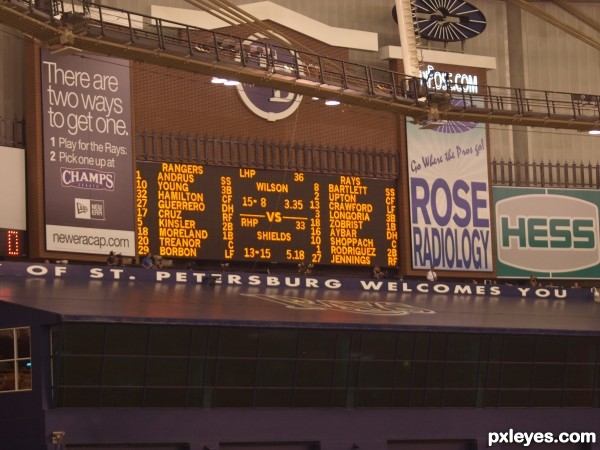 There are
two ways
to get one.
1 Play for the Rays.
2 Pick one up at
CHAMPS
SPORTS
NEW ERA
neweracap.com
RANGERS
1 ANDRUS SS
10 YOUNG 3B
32 HAMILTON CF
27 GUERRERO DH
17 CRUZ RF
5 KINSLER 2B
18 MORELAND 1B
20 TREANOR C
29 BORBON LF
LHP 36
WILSON
15- 8 3.35
VS
RHP 33
SHIELDS
13-15 5.18
RAYS
8 BARTLETT SS
2 UPTON CF
13 CRAWFORD LF
3 LONGORIA 3B
18 ZOBRIST 1B
16 DH
10 SHOPPACH C
1 RODRIGUEZ 2B
27 JENNINGS RF
Go Where the Pros go!
ROSE
RADIOLOGY
HESS
OF ST. PETERSBURG WELCOMES YOU
pxleyes.com